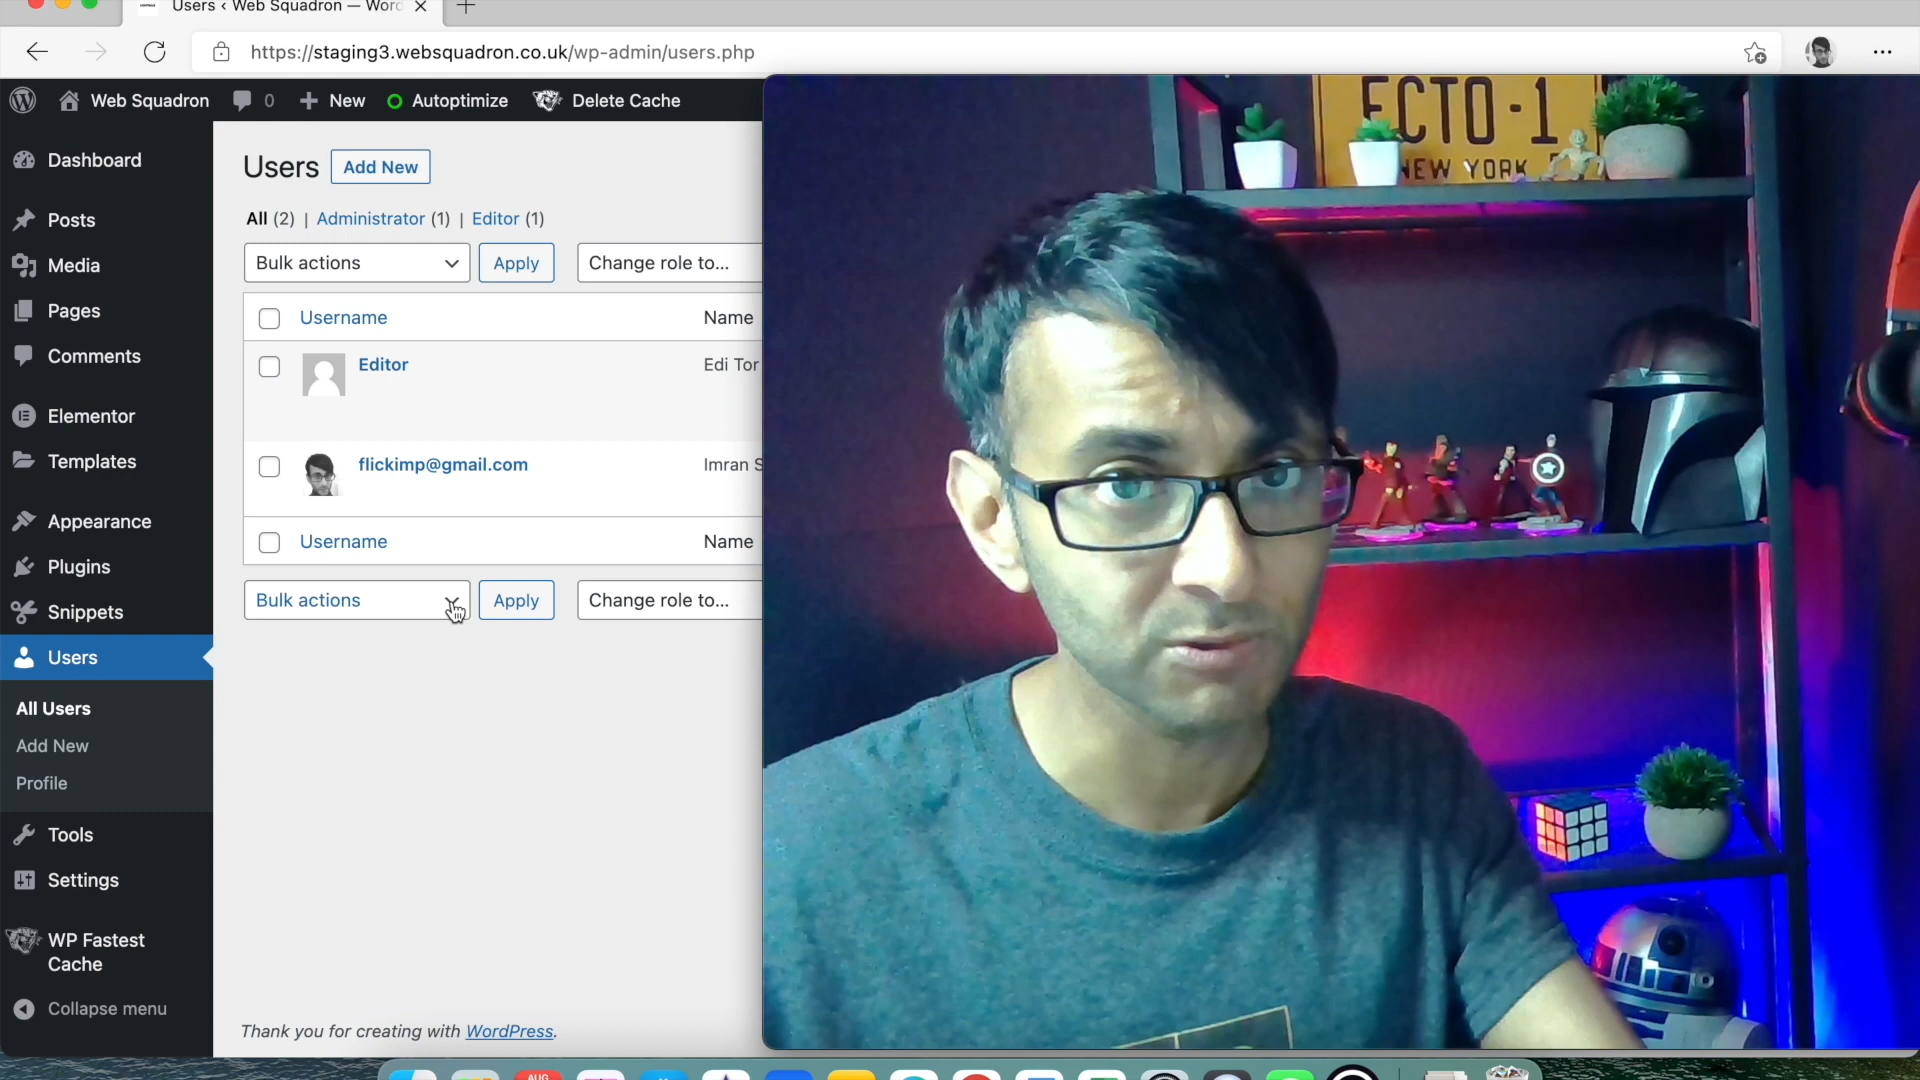 Users ‹ Web Squadron — Word
https://staging3.websquadron.co.uk/wp-admin/users.php
Web Squadron 0 New Autoptimize Delete Cache
Dashboard
Posts
Media
Pages
Comments
Elementor
Templates
Appearance
Plugins
Snippets
Users
All Users
Add New
Profile
Tools
Settings
WP Fastest
Cache
Collapse menu
Users Add New
All (2) | Administrator (1) | Editor (1)
Bulk actions Apply Change role to...
Username Name
Editor Edi Tor
flickimp@gmail.com Imran S
Username Name
Bulk actions Apply Change role to...
Thank you for creating with WordPress.
ECTO-1
NEW YORK
AUG